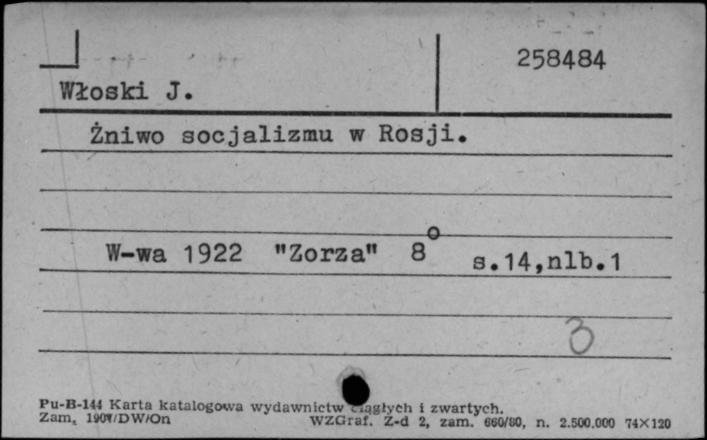 258484
Włoski J.
Żniwo socjalizmu w Rosji.
W-wa 1922 "Zorza" 8° s.14,nlb.1
3
Pu-B-144 Karta katalogowa wydawnictw ciągłych i zwartych.
Zam. /DW/On WZGraf. Z-d 2, zam. 660/80, n. 2.500.000 74×120